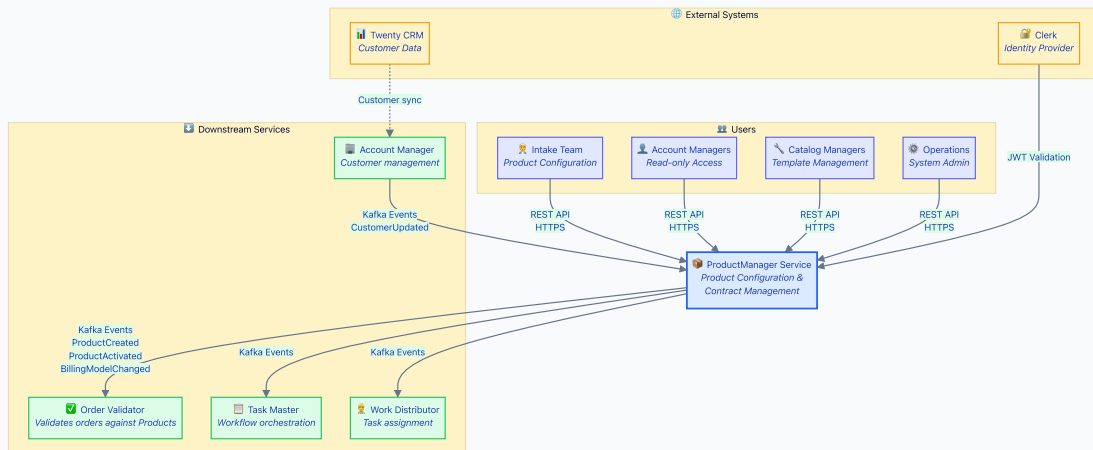 External Systems
Twenty CRM
Customer Data
Clerk
Identity Provider
Customer sync
Downstream Services
Users
Account Manager
Customer management
Intake Team
Product Configuration
Account Managers
Read-only Access
Catalog Managers
Template Management
Operations
System Admin
JWT Validation
Kafka Events
CustomerUpdated
REST API
HTTPS
REST API
HTTPS
REST API
HTTPS
REST API
HTTPS
ProductManager Service
Product Configuration &
Contract Management
Kafka Events
ProductCreated
ProductActivated
BillingModelChanged
Kafka Events
Kafka Events
Order Validator
Validates orders against Products
Task Master
Workflow orchestration
Work Distributor
Task assignment